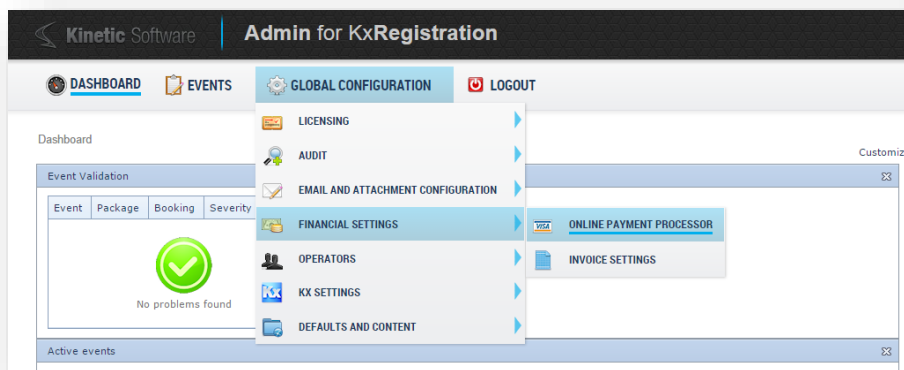 Kinetic Software Admin for KxRegistration
DASHBOARD EVENTS GLOBAL CONFIGURATION LOGOUT
LICENSING
Dashboard
AUDIT
Customiz
Event Validation
EMAIL AND ATTACHMENT CONFIGURATION
Event Package Booking Severity
FINANCIAL SETTINGS
VISA ONLINE PAYMENT PROCESSOR
OPERATORS
INVOICE SETTINGS
Kx KX SETTINGS
No problems found
DEFAULTS AND CONTENT
Active events